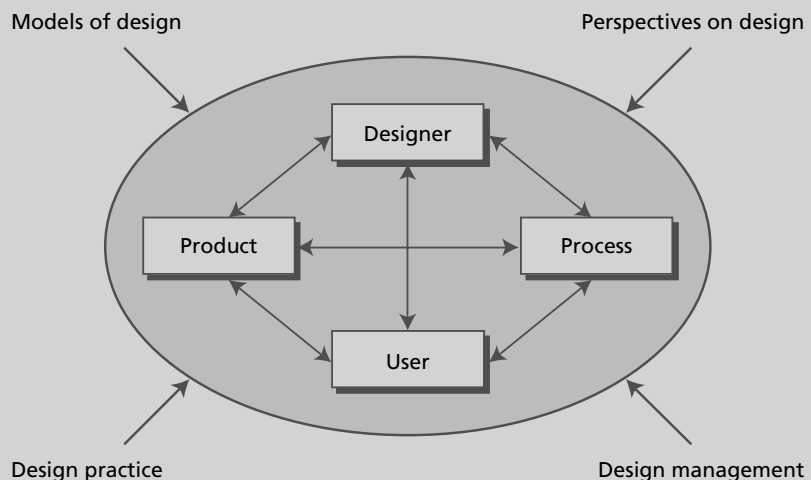 Models of design
Perspectives on design
Designer
Product
Process
User
Design practice
Design management